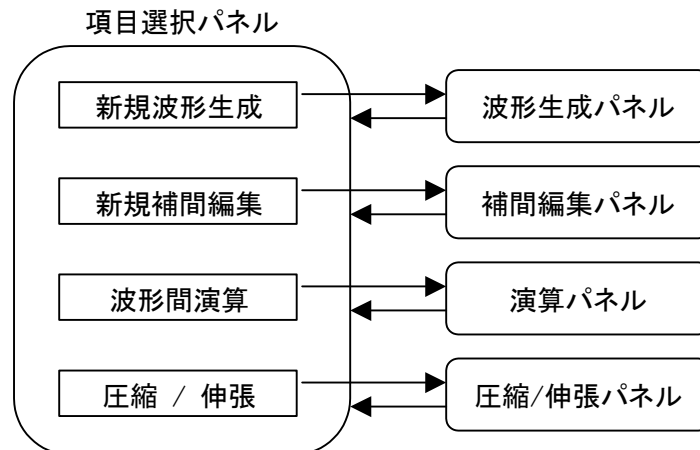 項目選択パネル
新規波形生成
波形生成パネル
新規補間編集
補間編集パネル
波形間演算
演算パネル
圧縮 / 伸張
圧縮/伸張パネル